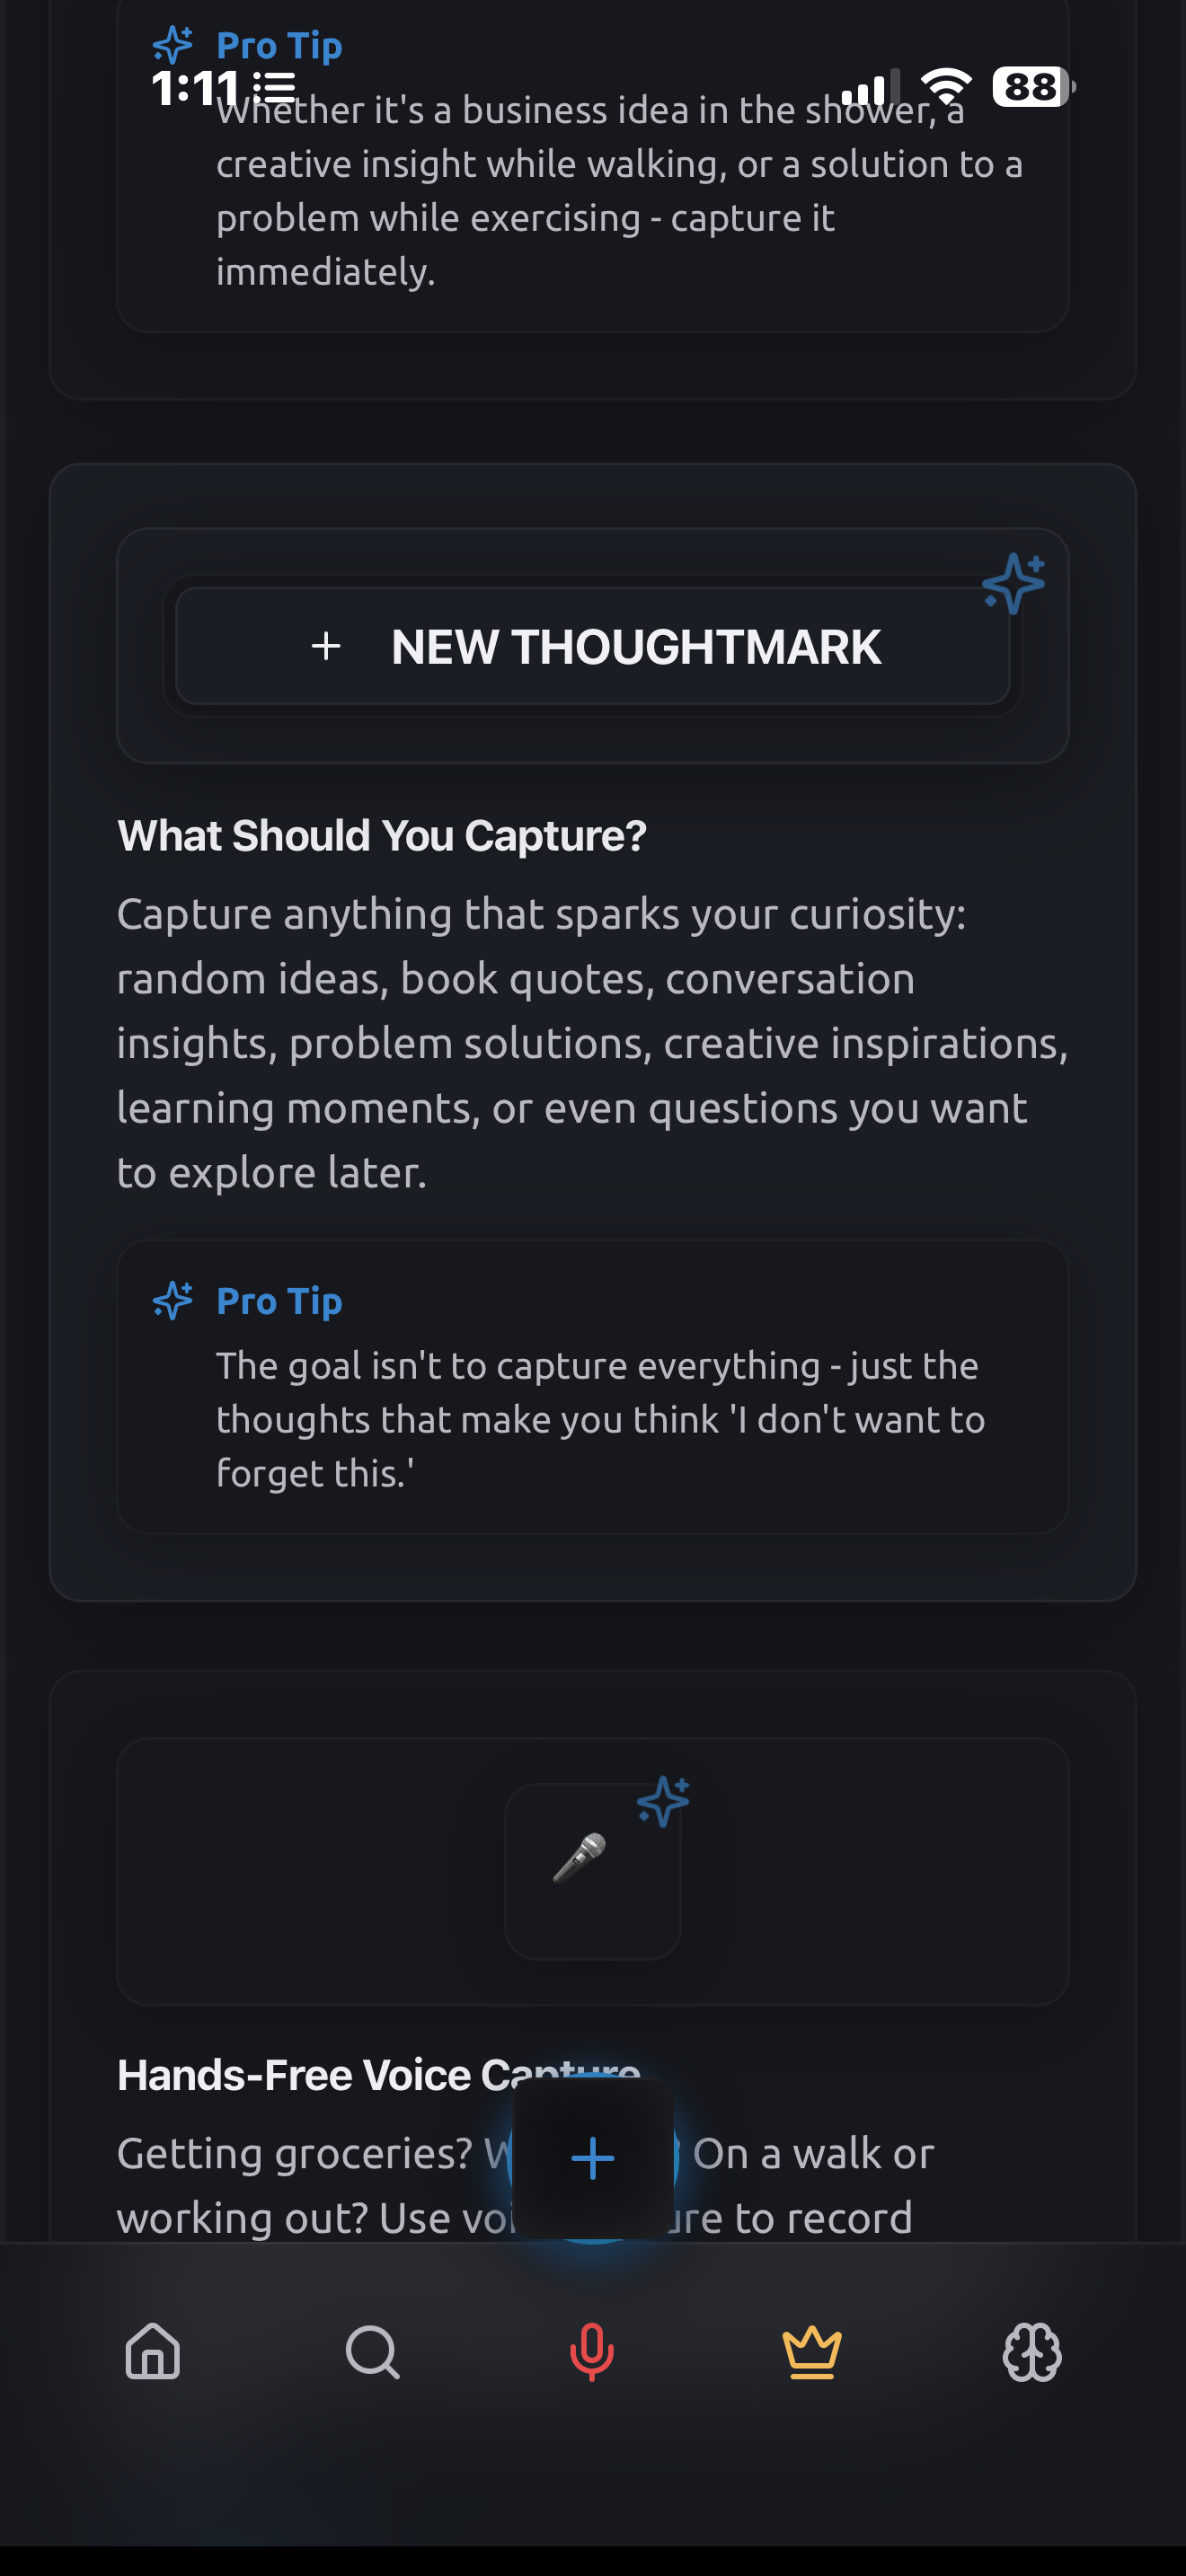 Pro Tip
1:11
88
Whether it's a business idea in the shower, a
creative insight while walking, or a solution to a
problem while exercising - capture it
immediately.
+ NEW THOUGHTMARK
What Should You Capture?
Capture anything that sparks your curiosity:
random ideas, book quotes, conversation
insights, problem solutions, creative inspirations,
learning moments, or even questions you want
to explore later.
Pro Tip
The goal isn't to capture everything - just the
thoughts that make you think 'I don't want to
forget this.'
Hands-Free Voice Capture
Getting groceries? On a walk or
working out? Use to record